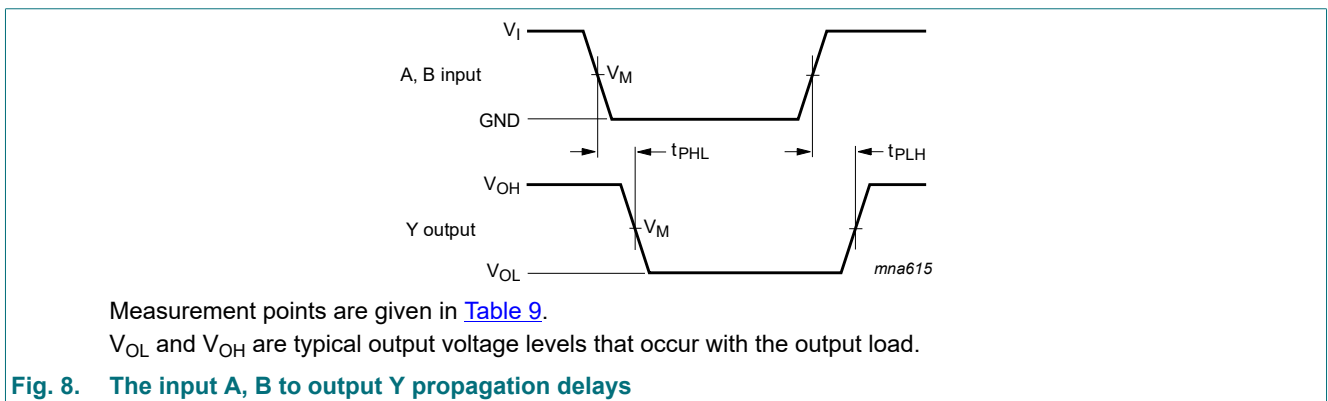 V_I
A, B input
V_M
GND
t_PHL
t_PLH
V_OH
Y output
V_M
V_OL
mna615
Measurement points are given in Table 9.
V_OL and V_OH are typical output voltage levels that occur with the output load.
Fig. 8. The input A, B to output Y propagation delays